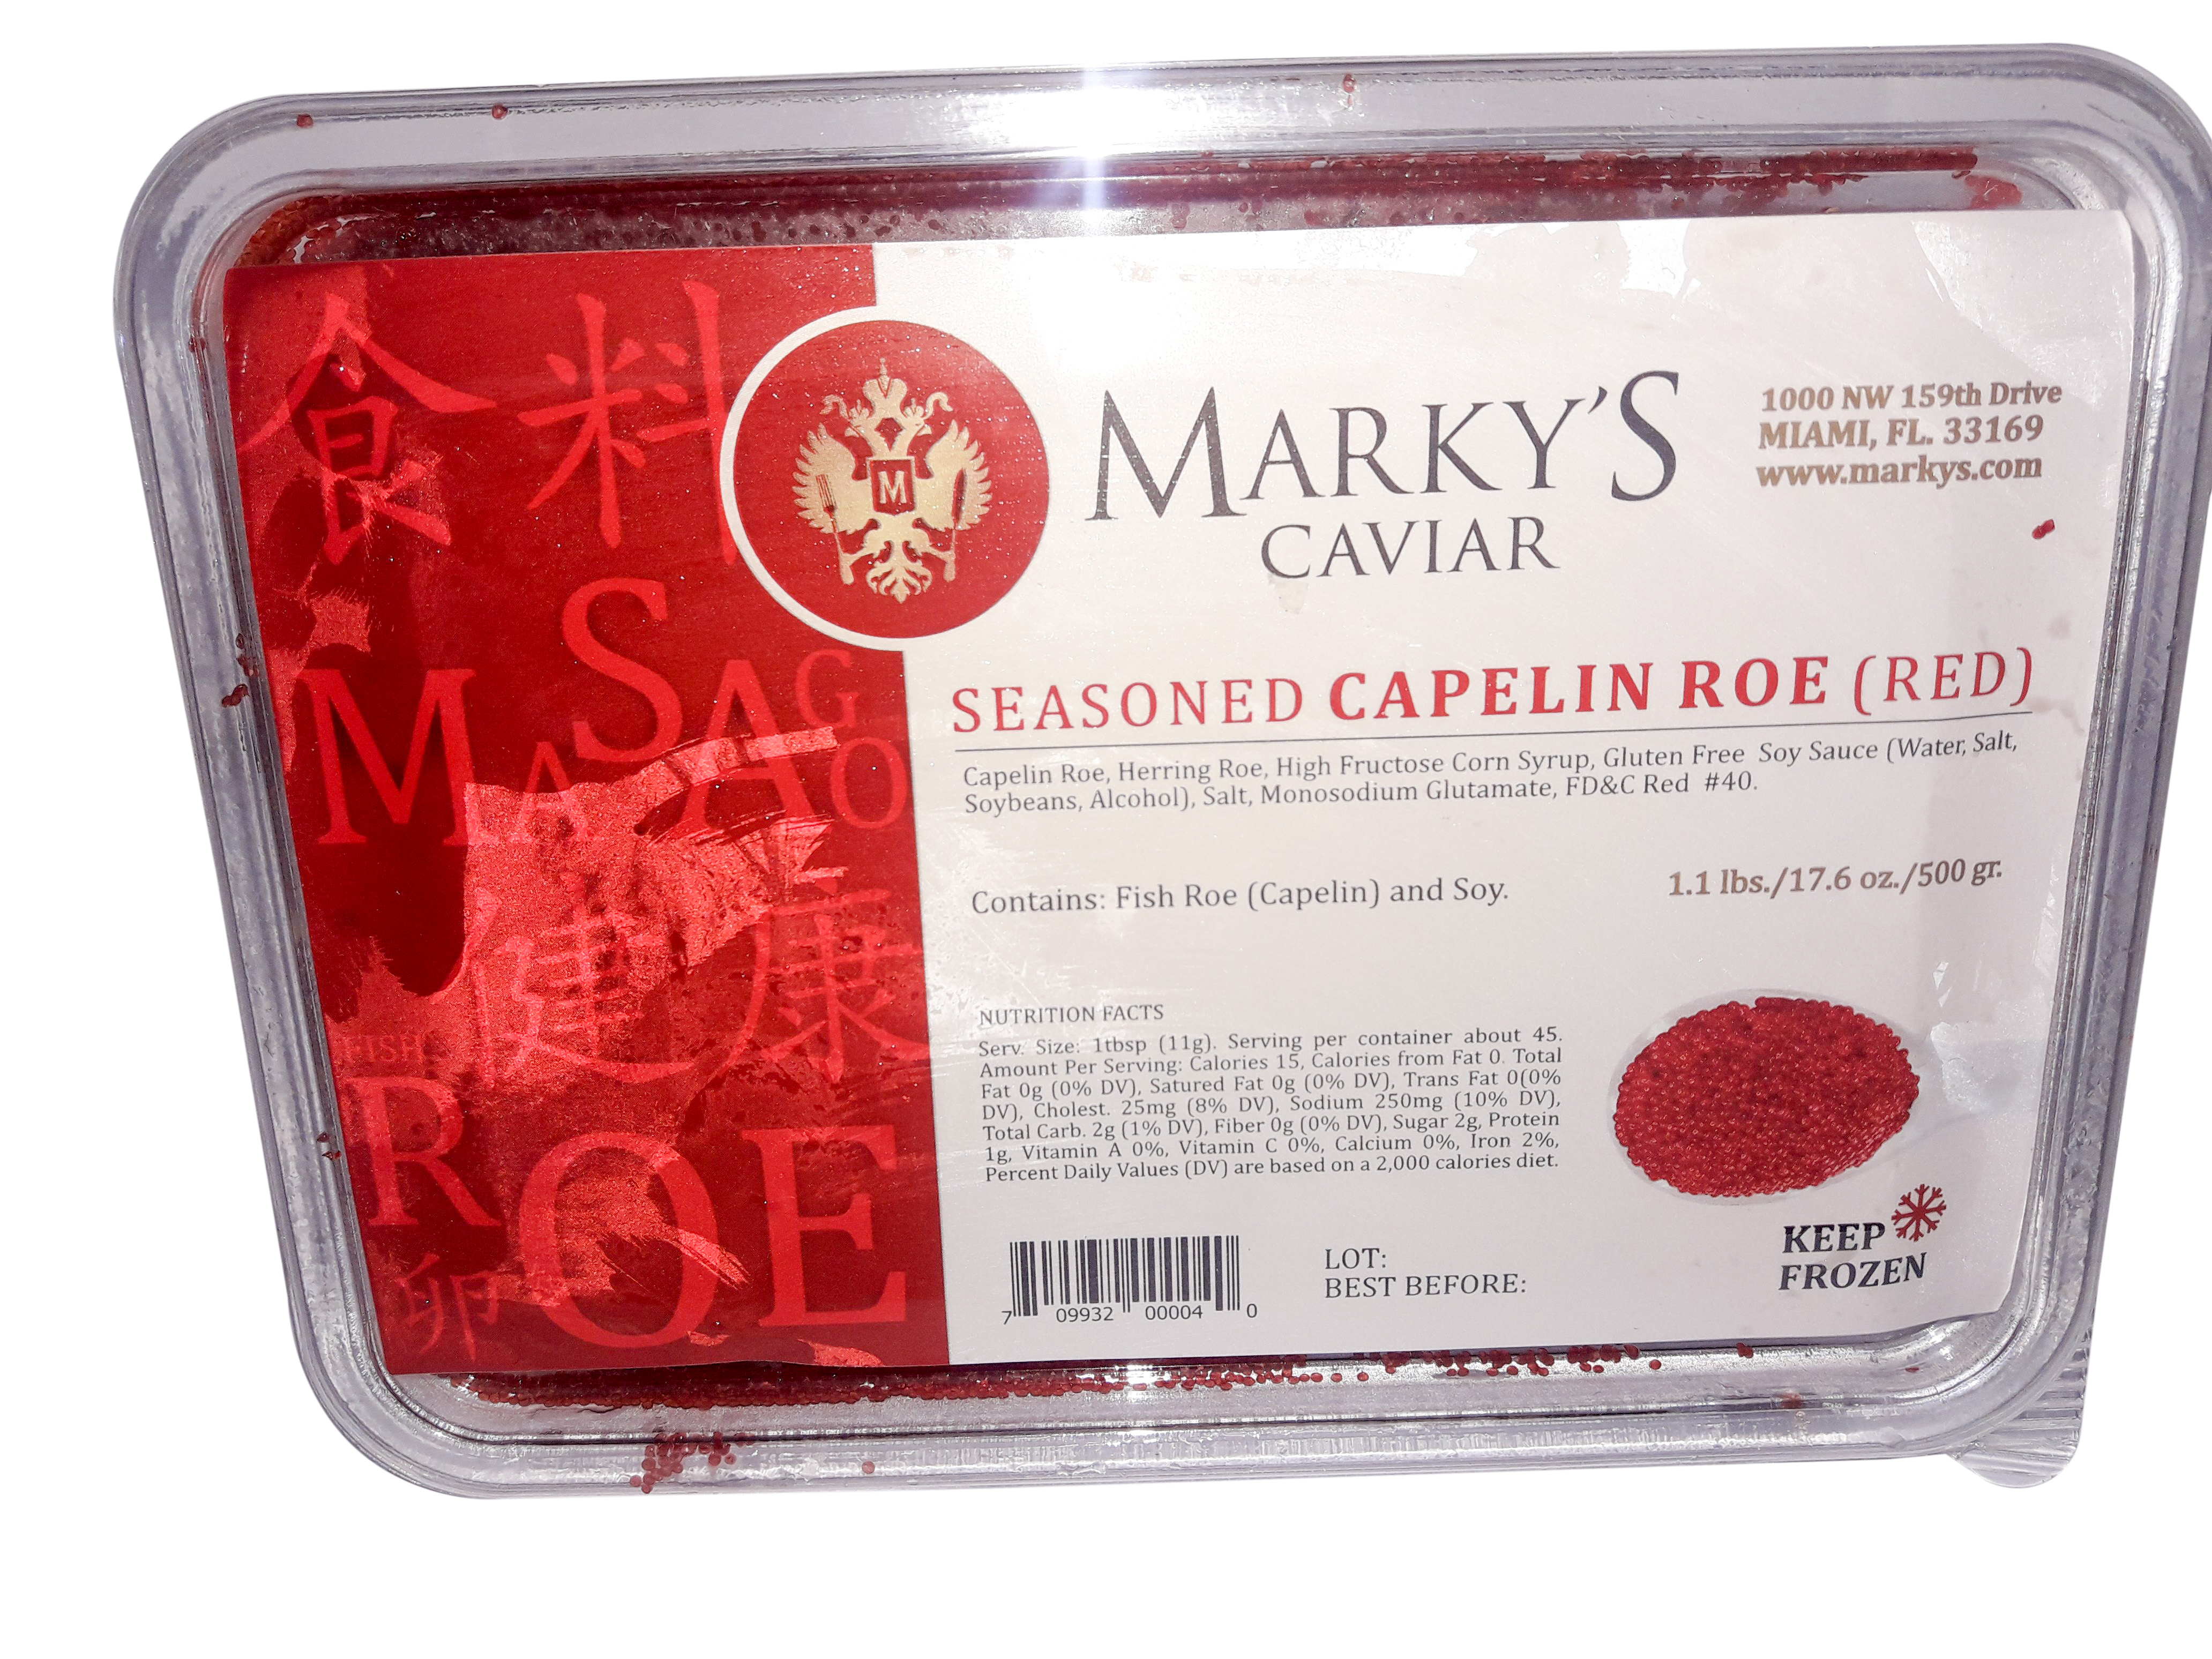 食 料
MASAGO
健 康
FISH
ROE
卵
M
MARKY'S
CAVIAR
1000 NW 159th Drive
MIAMI, FL. 33169
www.markys.com
SEASONED CAPELIN ROE (RED)
Capelin Roe, Herring Roe, High Fructose Corn Syrup, Gluten Free Soy Sauce (Water, Salt,
Soybeans, Alcohol), Salt, Monosodium Glutamate, FD&C Red #40.
Contains: Fish Roe (Capelin) and Soy.
1.1 lbs./17.6 oz./500 gr.
NUTRITION FACTS
Serv. Size: 1tbsp (11g). Serving per container about 45.
Amount Per Serving: Calories 15, Calories from Fat 0. Total
Fat 0g (0% DV), Satured Fat 0g (0% DV), Trans Fat 0(0%
DV), Cholest. 25mg (8% DV), Sodium 250mg (10% DV),
Total Carb. 2g (1% DV), Fiber 0g (0% DV), Sugar 2g, Protein
1g, Vitamin A 0%, Vitamin C 0%, Calcium 0%, Iron 2%,
Percent Daily Values (DV) are based on a 2,000 calories diet.
7 09932 00004 0
LOT:
BEST BEFORE:
KEEP
FROZEN